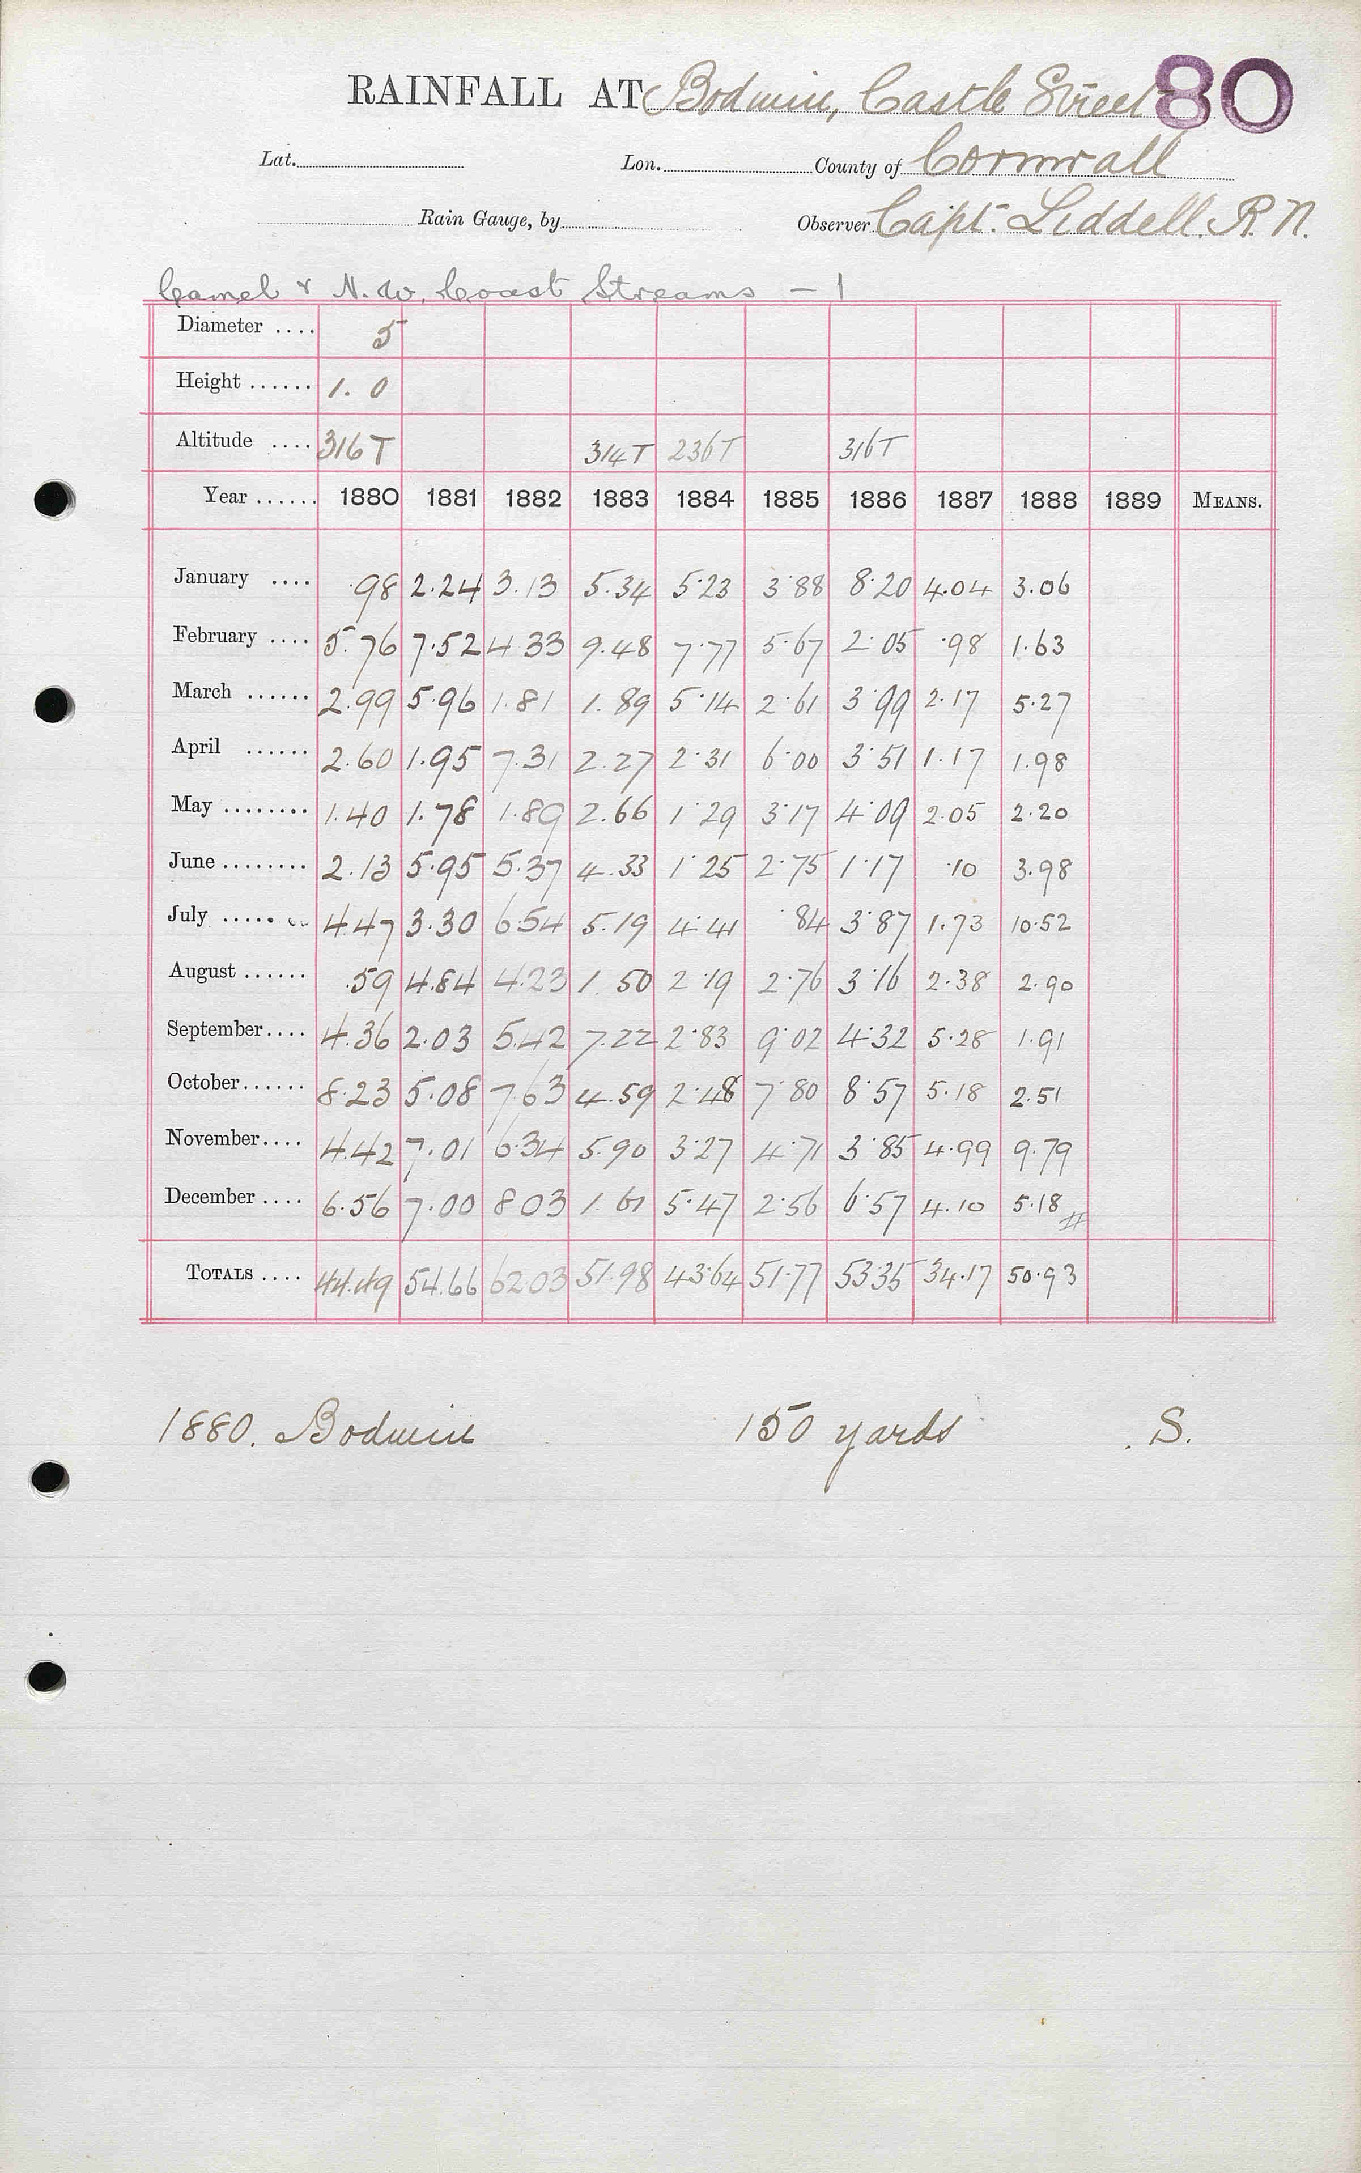 RAINFALL AT Bodmin, Castle Street 80
Lat. Lon. County of Cornwall
Rain Gauge, by Observer Capt. Liddell. R.N.
Camel & N.W. Coast Streams - 1
Diameter .... 5
Height ...... 1. 0
Altitude .... 316T 314T 236T 316T
Year ...... 1880 1881 1882 1883 1884 1885 1886 1887 1888 1889 MEANS.
January .... .98 2.24 3.13 5.34 5.23 3.88 8.20 4.04 3.06
February .... 5.76 7.52 4.33 9.48 7.77 5.67 2.05 .98 1.63
March ...... 2.99 5.96 1.81 1.89 5.14 2.61 3.99 2.17 5.27
April ...... 2.60 1.95 7.31 2.27 2.31 6.00 3.51 1.17 1.98
May ........ 1.40 1.78 1.89 2.66 1.29 3.17 4.09 2.05 2.20
June ........ 2.13 5.95 5.37 4.33 1.25 2.75 1.17 .10 3.98
July ....... 4.47 3.30 6.54 5.19 4.41 .84 3.87 1.73 10.52
August ...... .59 4.84 4.23 1.50 2.19 2.76 3.16 2.38 2.90
September.... 4.36 2.03 5.42 7.22 2.83 9.02 4.32 5.28 1.91
October...... 8.23 5.08 7.63 4.59 2.48 7.80 8.57 5.18 2.51
November.... 4.42 7.01 6.34 5.90 3.27 4.71 3.85 4.99 9.79
December .... 6.56 7.00 8.03 1.61 5.47 2.56 6.57 4.10 5.18
TOTALS .... 44.49 54.66 62.03 51.98 43.64 51.77 53.35 34.17 50.93
1880. Bodmin 150 yards S.